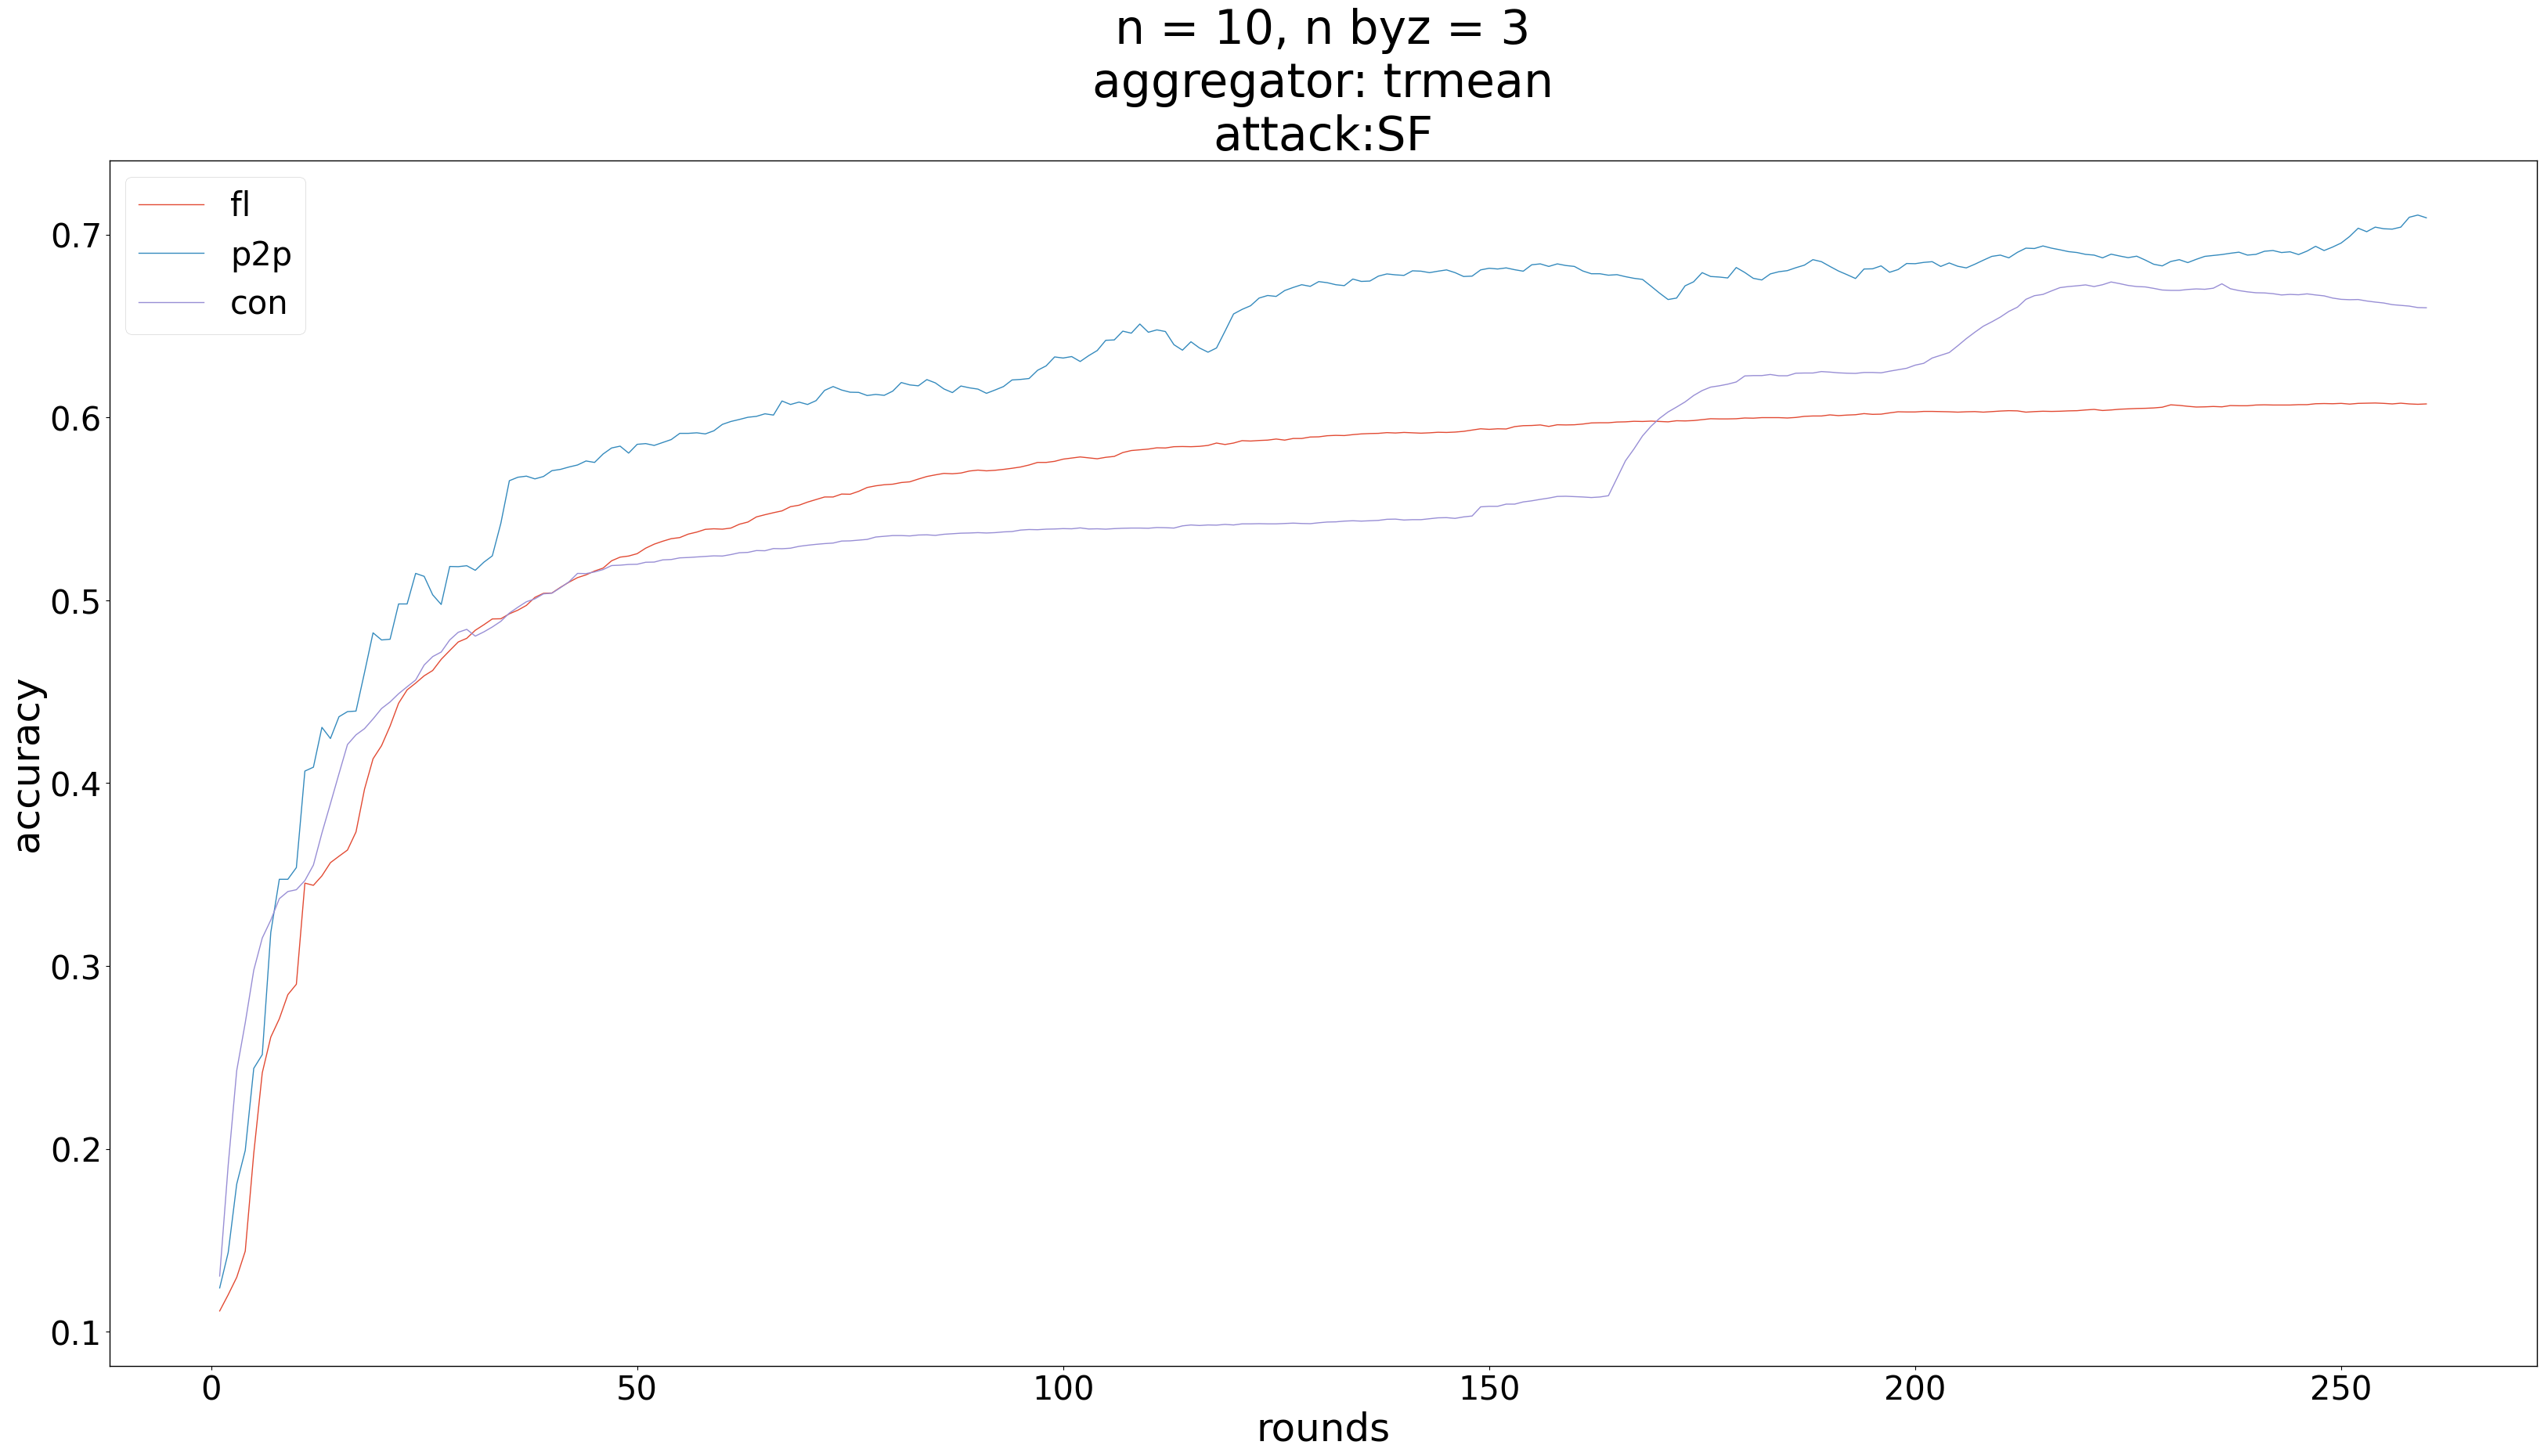 n = 10, n byz = 3
aggregator: trmean
attack:SF
fl
p2p
con
accuracy
0.7
0.6
0.5
0.4
0.3
0.2
0.1
0
50
100
150
200
250
rounds